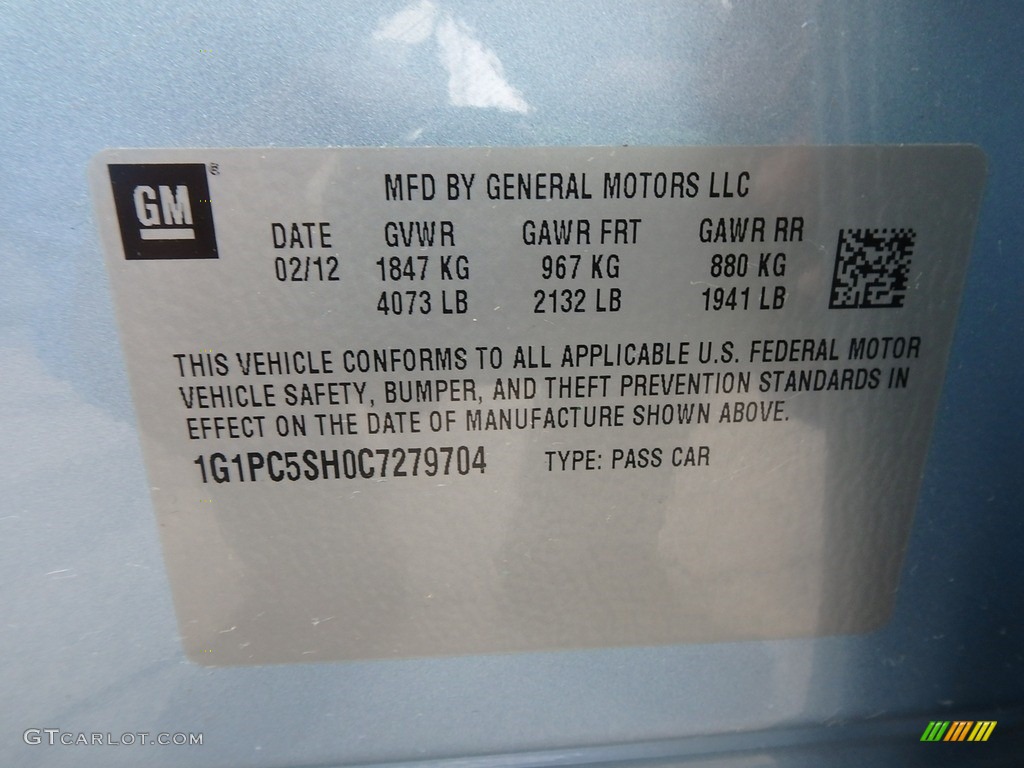 GM ®
MFD BY GENERAL MOTORS LLC
DATE GVWR GAWR FRT GAWR RR
02/12 1847 KG 967 KG 880 KG
4073 LB 2132 LB 1941 LB
THIS VEHICLE CONFORMS TO ALL APPLICABLE U.S. FEDERAL MOTOR
VEHICLE SAFETY, BUMPER, AND THEFT PREVENTION STANDARDS IN
EFFECT ON THE DATE OF MANUFACTURE SHOWN ABOVE.
1G1PC5SH0C7279704 TYPE: PASS CAR
GTCARLOT.COM